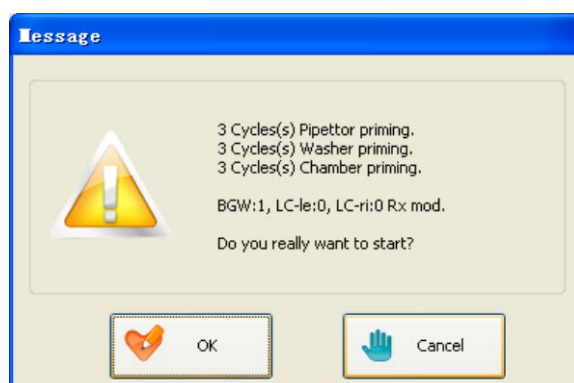 Message
3 Cycles(s) Pipettor priming.
3 Cycles(s) Washer priming.
3 Cycles(s) Chamber priming.
BGW:1, LC-le:0, LC-ri:0 Rx mod.
Do you really want to start?
OK
Cancel